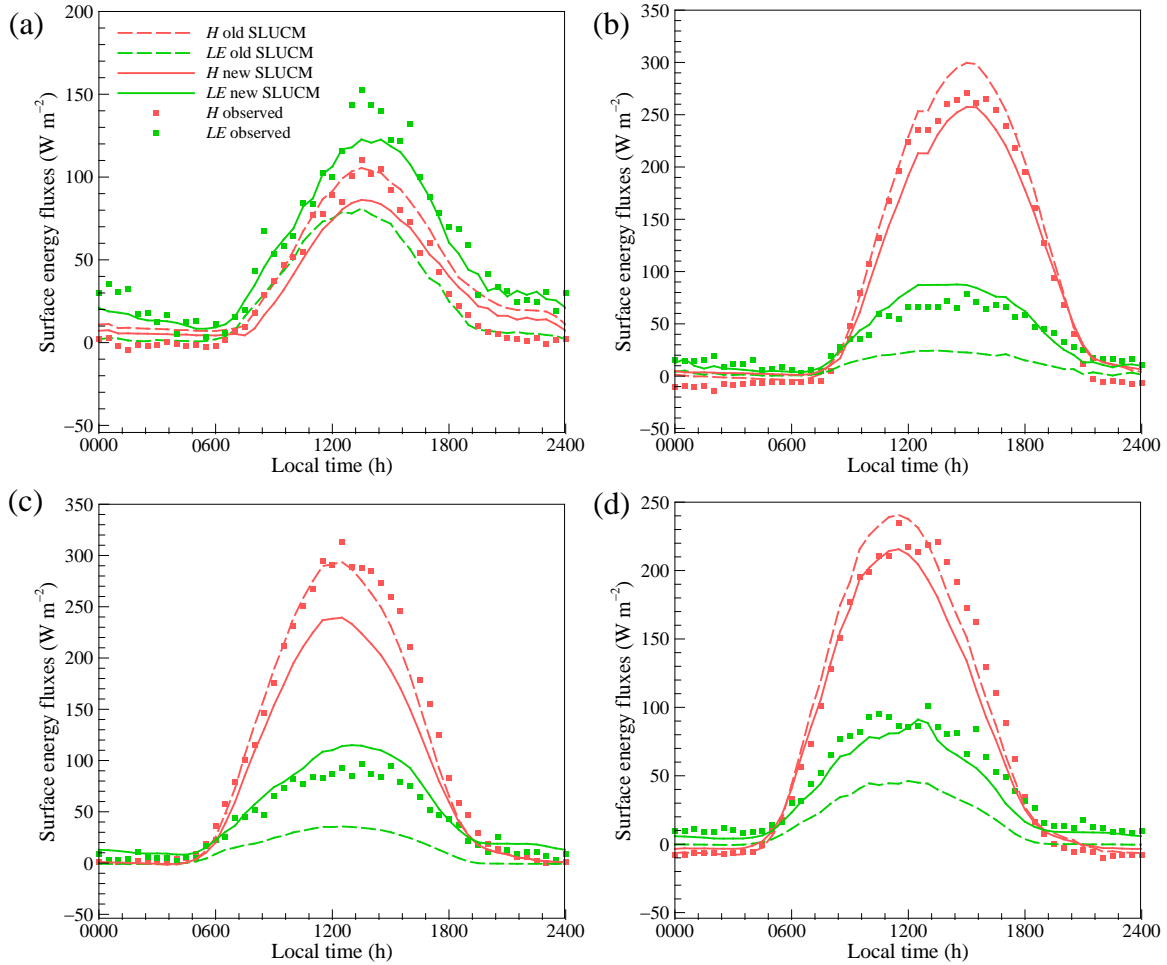 (a)
200
150
100
50
0
−50
Surface energy fluxes (W m−2)
H old SLUCM
LE old SLUCM
H new SLUCM
LE new SLUCM
H observed
LE observed
0000 0600 1200 1800 2400
Local time (h)
(b)
350
300
250
200
150
100
50
0
−50
Surface energy fluxes (W m−2)
0000 0600 1200 1800 2400
Local time (h)
(c)
350
300
250
200
150
100
50
0
−50
Surface energy fluxes (W m−2)
0000 0600 1200 1800 2400
Local time (h)
(d)
250
200
150
100
50
0
−50
Surface energy fluxes (W m−2)
0000 0600 1200 1800 2400
Local time (h)